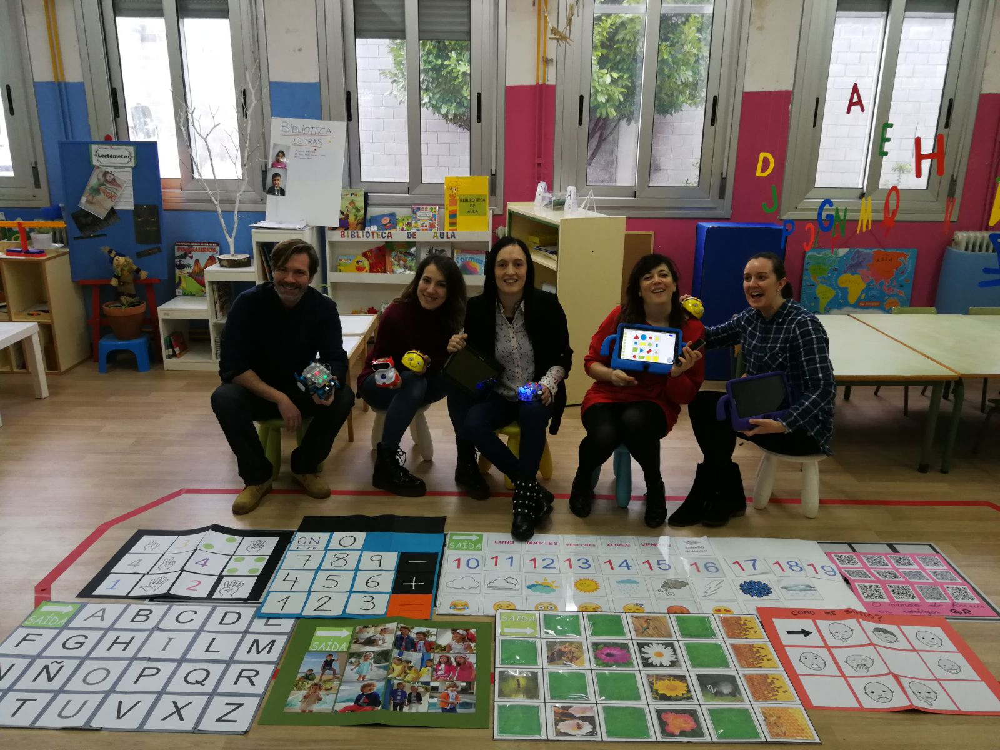 Lectómetro
BIBLIOTECA
LETRAS
DINOSAURIOS
BIBLIOTECA
DE
AULA
BIBLIOTECA DE AULA
Formas
A
E
H
D
J
G N M Q
P
ASIA
ÁFRICA
3
4 4
1 2
ON 0
C CE
7 8 9 −
4 5 6 +
1 2 3 =
SAÍDA LUNS MARTES MÉRCORES XOVES VENRES SÁBADO
DOMINGO
10 11 12 13 14 15 16 17 18 19
O mundo de Rosalía
en códigos QR
SAÍDA A B C D E
F G H I L M
N Ñ O P Q R
T U V X Z
SAÍDA
SAÍDA
COMO ME SINTO?